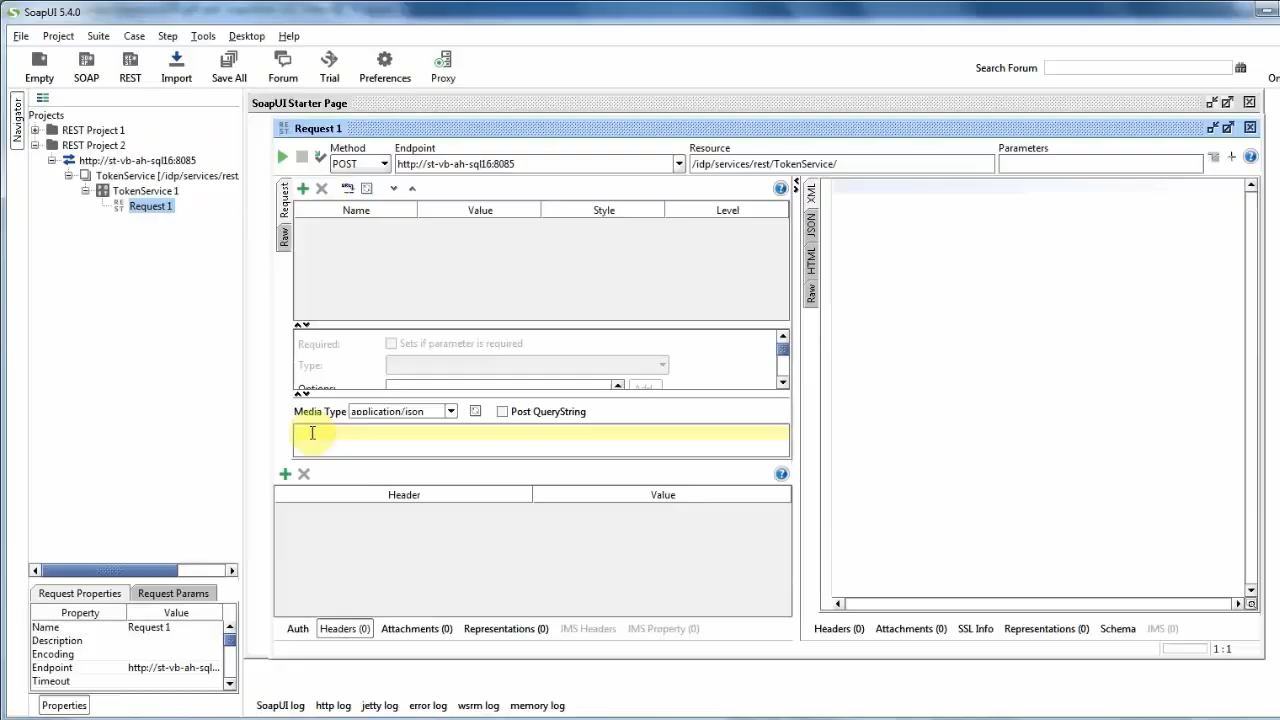 SoapUI 5.4.0
File Project Suite Case Step Tools Desktop Help
Empty SOAP REST Import Save All Forum Trial Preferences Proxy
Search Forum
On
Navigator
Projects
REST Project 1
REST Project 2
http://st-vb-ah-sql16:8085
TokenService [/idp/services/rest
TokenService 1
Request 1
SoapUI Starter Page
Request 1
Method Endpoint Resource Parameters
POST http://st-vb-ah-sql16:8085 /idp/services/rest/TokenService/
Request
Raw
Name Value Style Level
Required: Sets if parameter is required
Type:
Options: Add
Media Type application/json Post QueryString
Header Value
Auth Headers (0) Attachments (0) Representations (0) JMS Headers JMS Property (0)
XML
JSON
HTML
Raw
Headers (0) Attachments (0) SSL Info Representations (0) Schema JMS (0)
1 : 1
Request Properties Request Params
Property Value
Name Request 1
Description
Encoding
Endpoint http://st-vb-ah-sql...
Timeout
Properties
SoapUI log http log jetty log error log wsrm log memory log